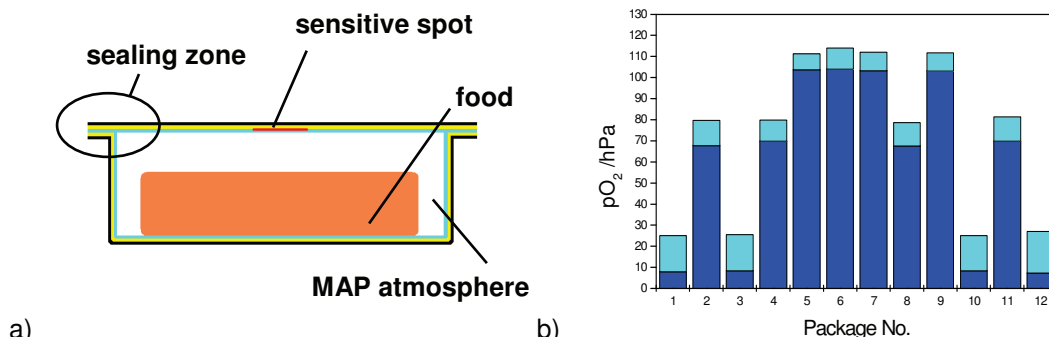 sensitive spot
sealing zone
food
MAP atmosphere
a)
130
120
110
100
90
80
70
60
50
40
30
20
10
0
pO2 /hPa
1 2 3 4 5 6 7 8 9 10 11 12
Package No.
b)